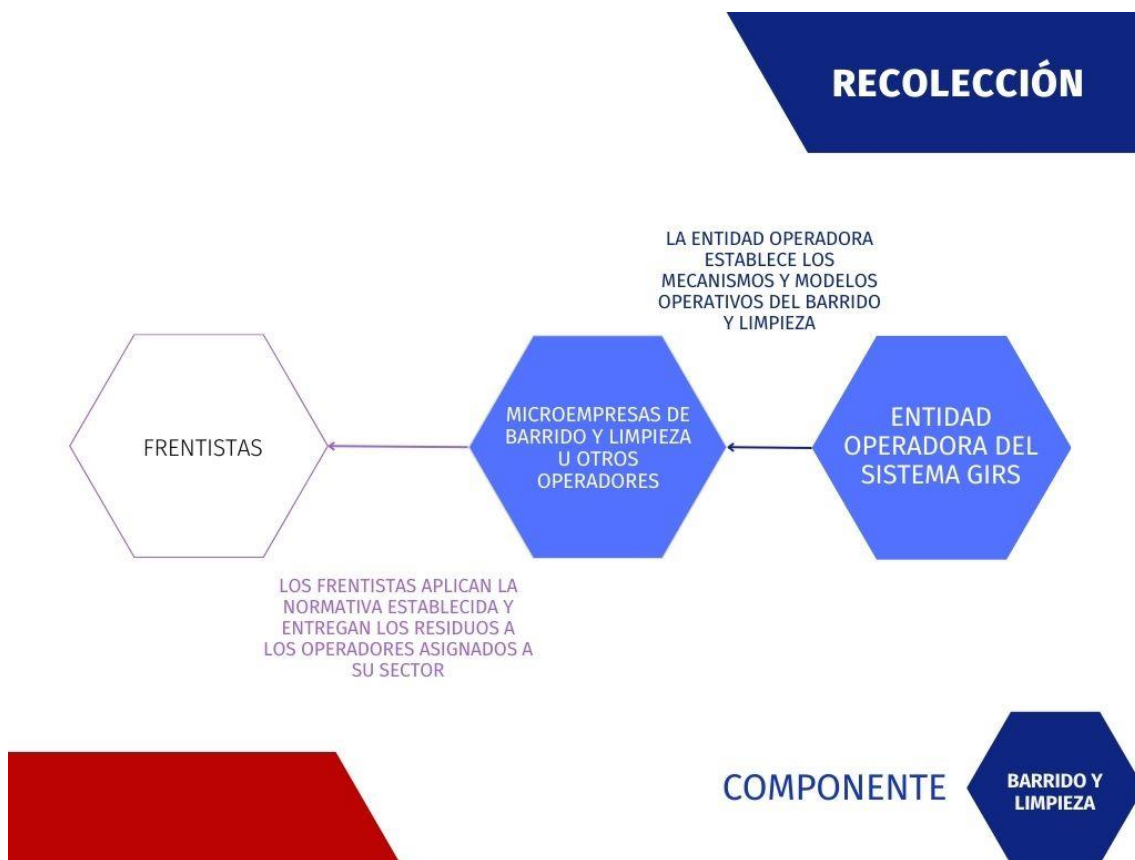 RECOLECCIÓN
LA ENTIDAD OPERADORA
ESTABLECE LOS
MECANISMOS Y MODELOS
OPERATIVOS DEL BARRIDO
Y LIMPIEZA
FRENTISTAS
MICROEMPRESAS DE
BARRIDO Y LIMPIEZA
U OTROS
OPERADORES
ENTIDAD
OPERADORA DEL
SISTEMA GIRS
LOS FRENTISTAS APLICAN LA
NORMATIVA ESTABLECIDA Y
ENTREGAN LOS RESIDUOS A
LOS OPERADORES ASIGNADOS A
SU SECTOR
COMPONENTE
BARRIDO Y
LIMPIEZA